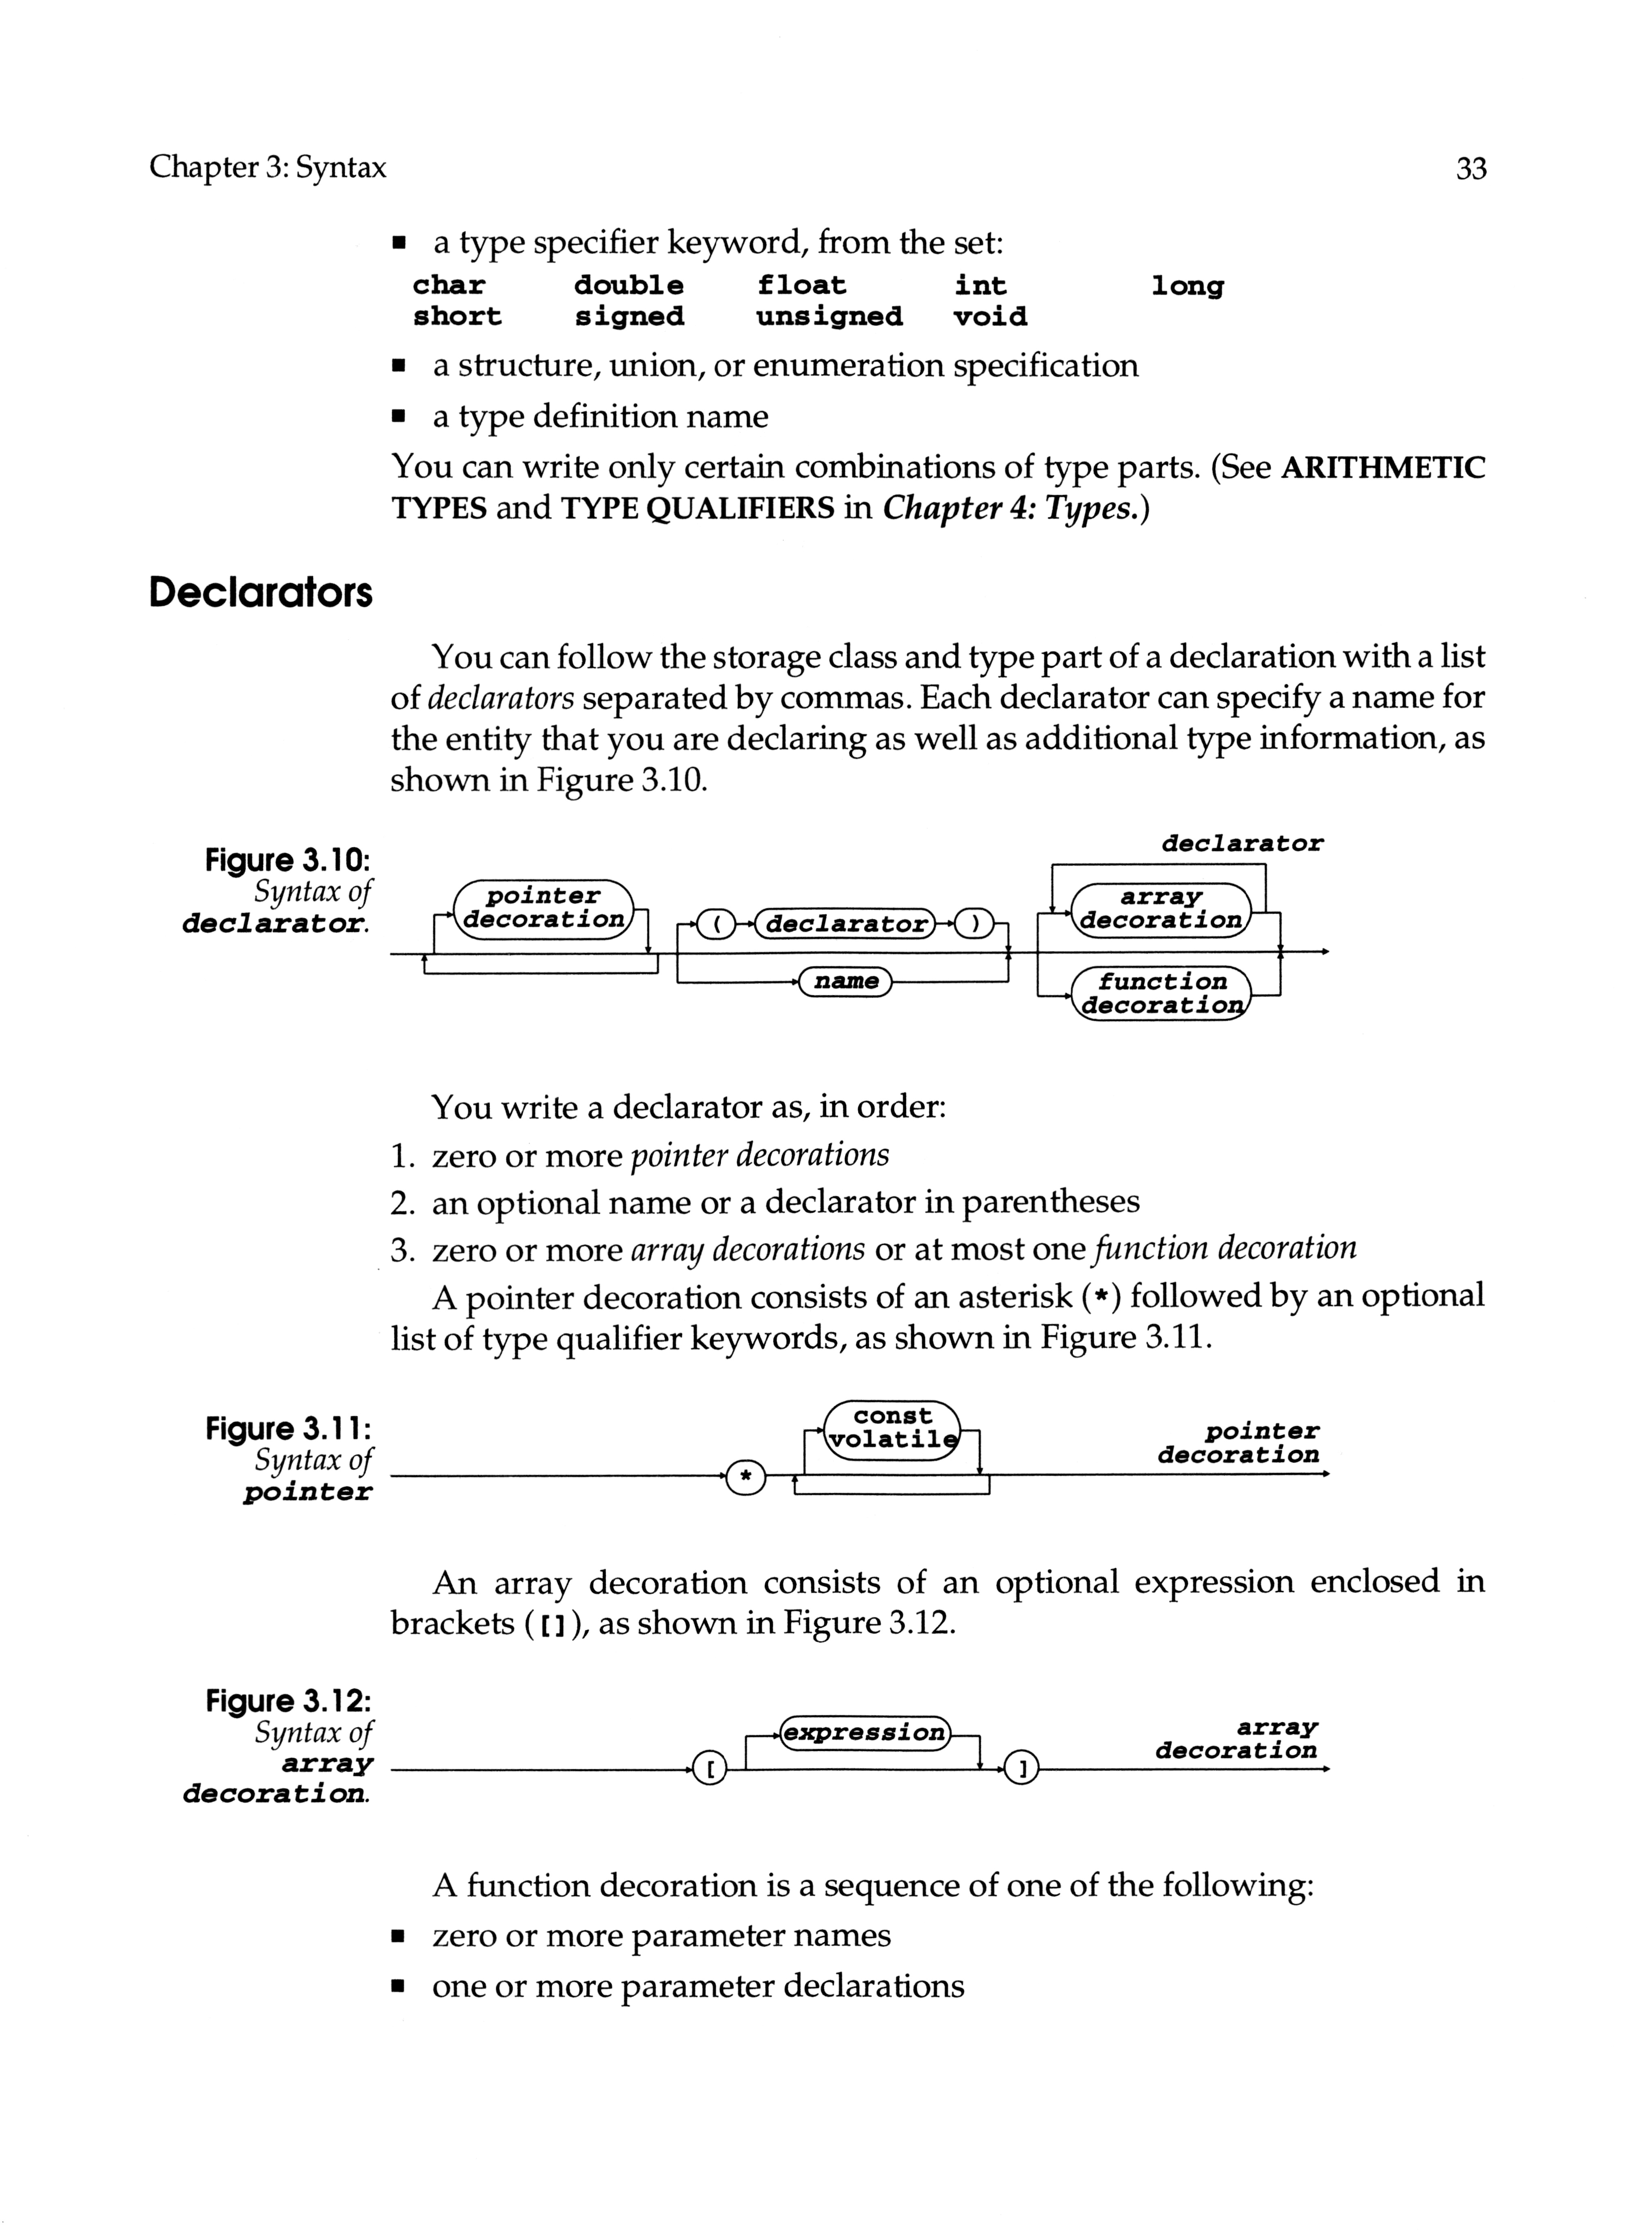 Chapter 3: Syntax 33
■ a type specifier keyword, from the set:
char double float int long
short signed unsigned void
■ a structure, union, or enumeration specification
■ a type definition name
You can write only certain combinations of type parts. (See ARITHMETIC
TYPES and TYPE QUALIFIERS in Chapter 4: Types.)
Declarators
You can follow the storage class and type part of a declaration with a list
of declarators separated by commas. Each declarator can specify a name for
the entity that you are declaring as well as additional type information, as
shown in Figure 3.10.
Figure 3.10:
Syntax of
declarator.
declarator
pointer
decoration
( declarator )
name
array
decoration
function
decoration
You write a declarator as, in order:
1. zero or more pointer decorations
2. an optional name or a declarator in parentheses
3. zero or more array decorations or at most one function decoration
A pointer decoration consists of an asterisk (*) followed by an optional
list of type qualifier keywords, as shown in Figure 3.11.
Figure 3.11:
Syntax of
pointer
*
const
volatile
pointer
decoration
An array decoration consists of an optional expression enclosed in
brackets ([]), as shown in Figure 3.12.
Figure 3.12:
Syntax of
array
decoration.
[ expression ]
array
decoration
A function decoration is a sequence of one of the following:
■ zero or more parameter names
■ one or more parameter declarations